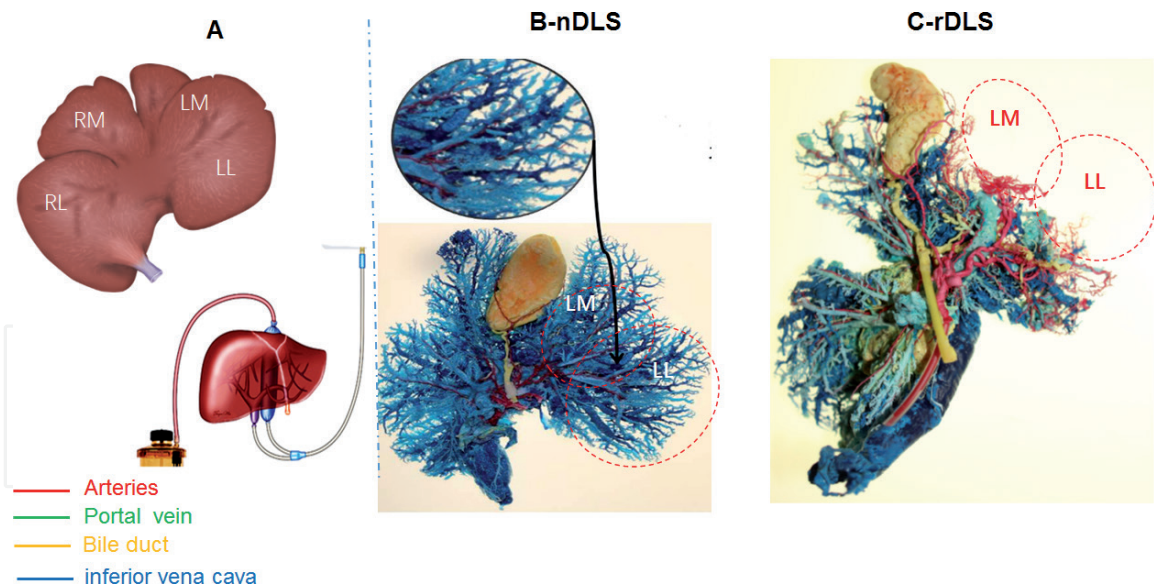 A
RM
LM
LL
RL
Arteries
Portal vein
Bile duct
inferior vena cava
B-nDLS
LM
LL
C-rDLS
LM
LL